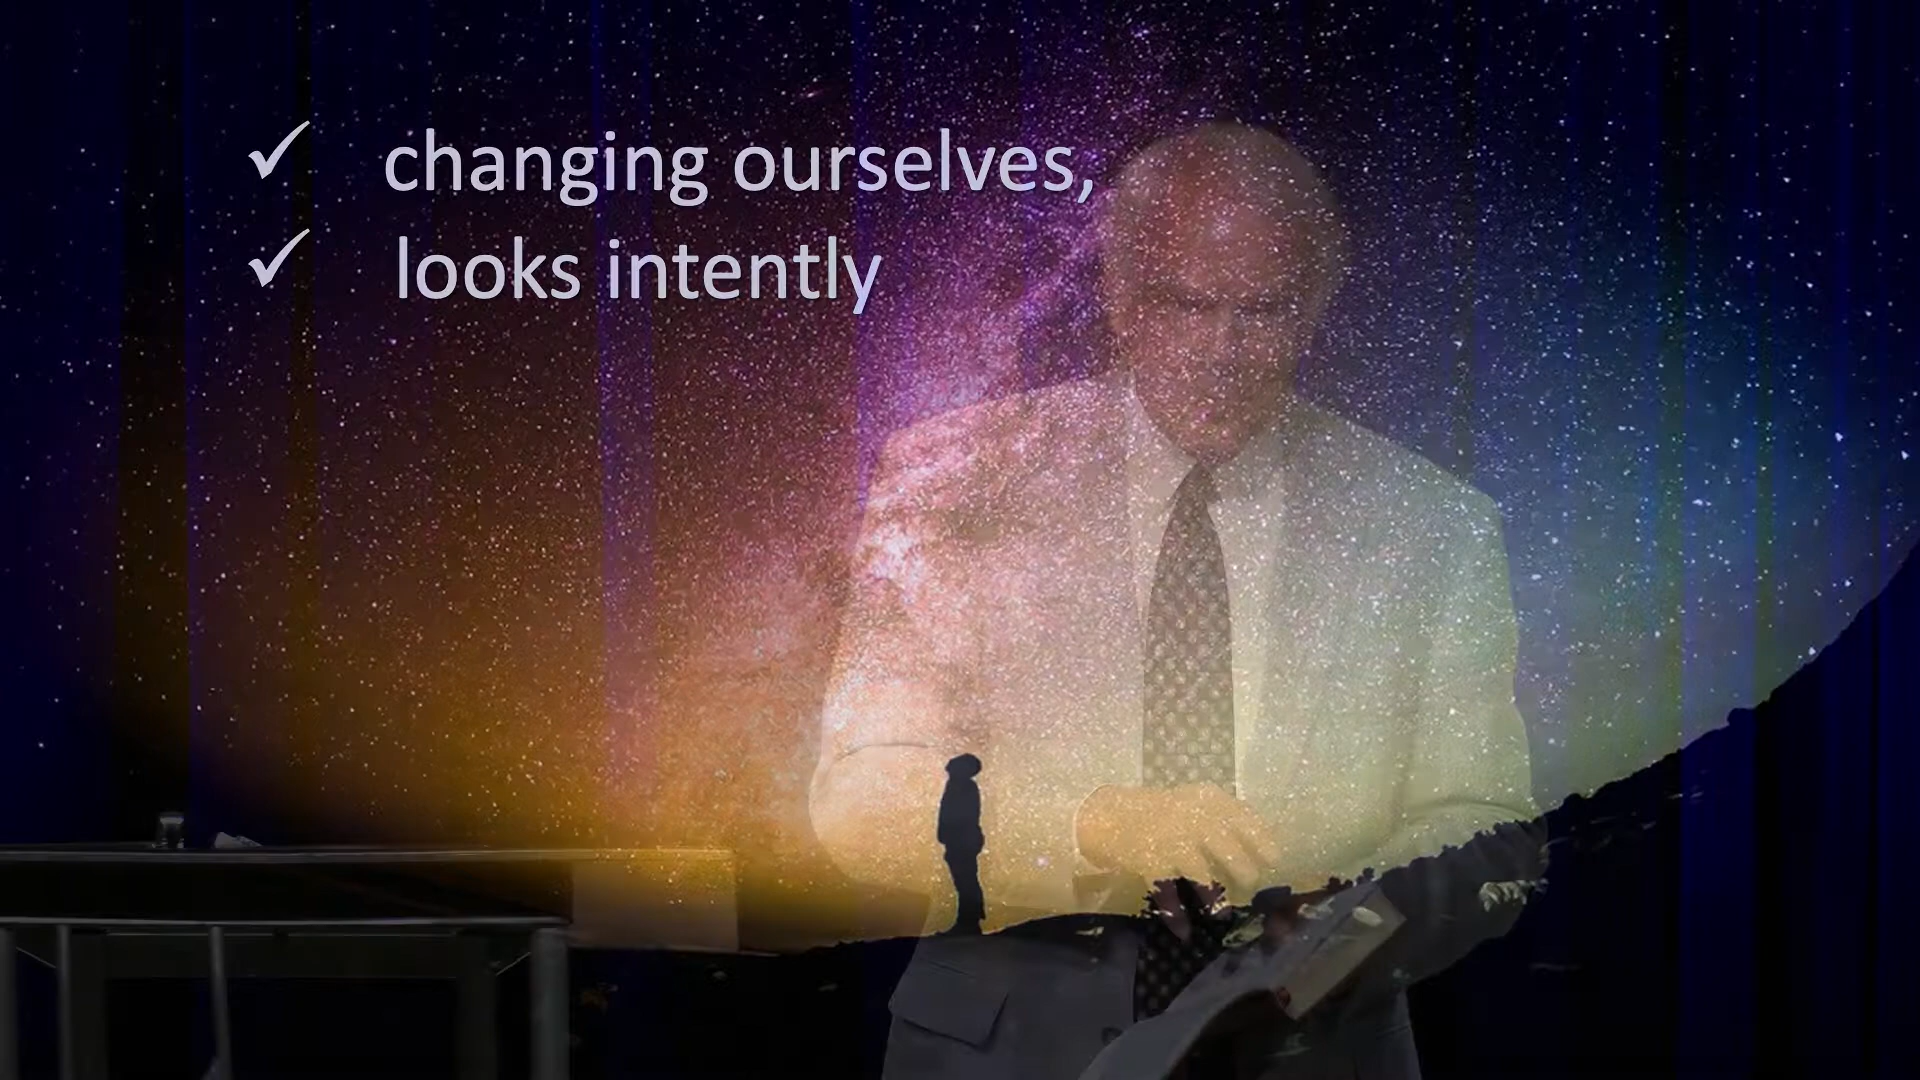 ✓ changing ourselves,
✓ looks intently